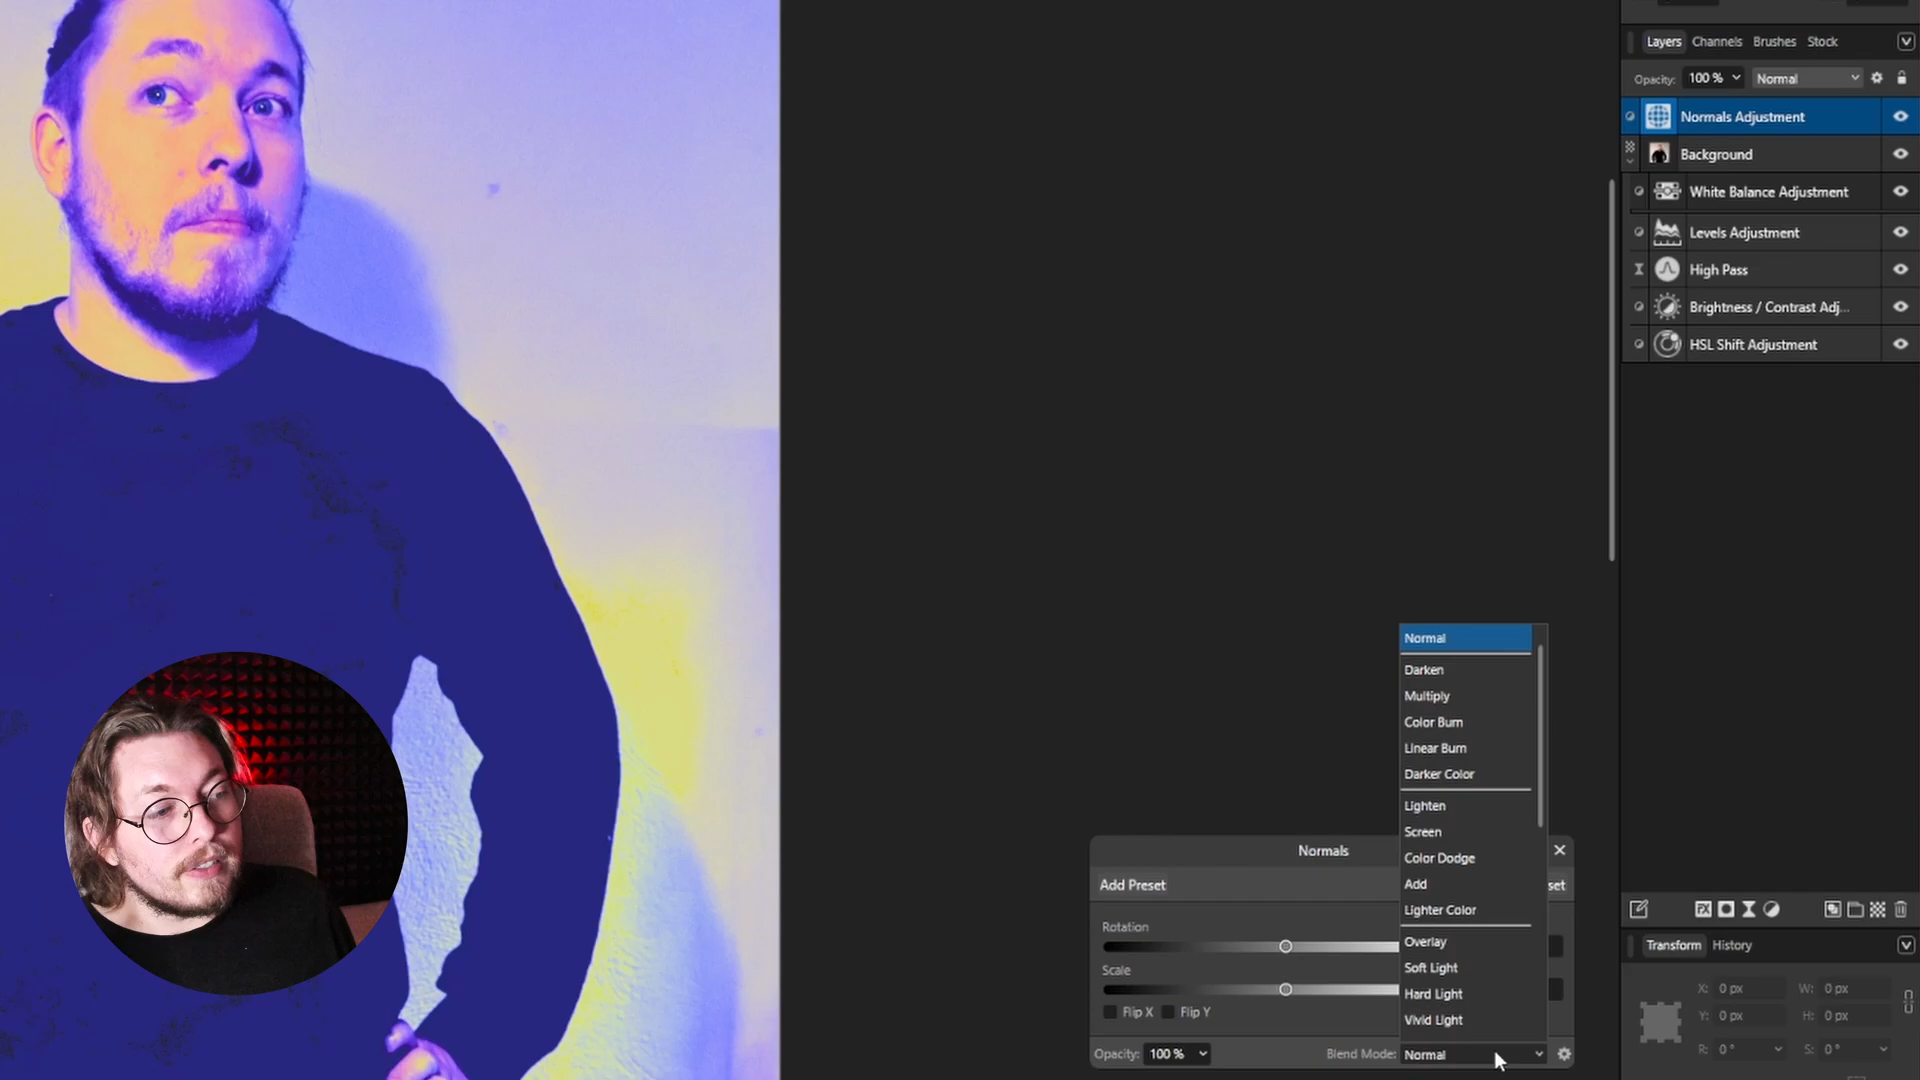 Layers Channels Brushes Stock
Opacity: 100 % Normal
Normals Adjustment
Background
White Balance Adjustment
Levels Adjustment
High Pass
Brightness / Contrast Adj...
HSL Shift Adjustment
Normal
Darken
Multiply
Color Burn
Linear Burn
Darker Color
Lighten
Screen
Color Dodge
Add
Lighter Color
Overlay
Soft Light
Hard Light
Vivid Light
Normals
Add Preset
set
Rotation
Scale
Flip X Flip Y
Opacity: 100 % Blend Mode: Normal
FX
Transform History
X: 0 px W: 0 px
Y: 0 px H: 0 px
R: 0 ° S: 0 °